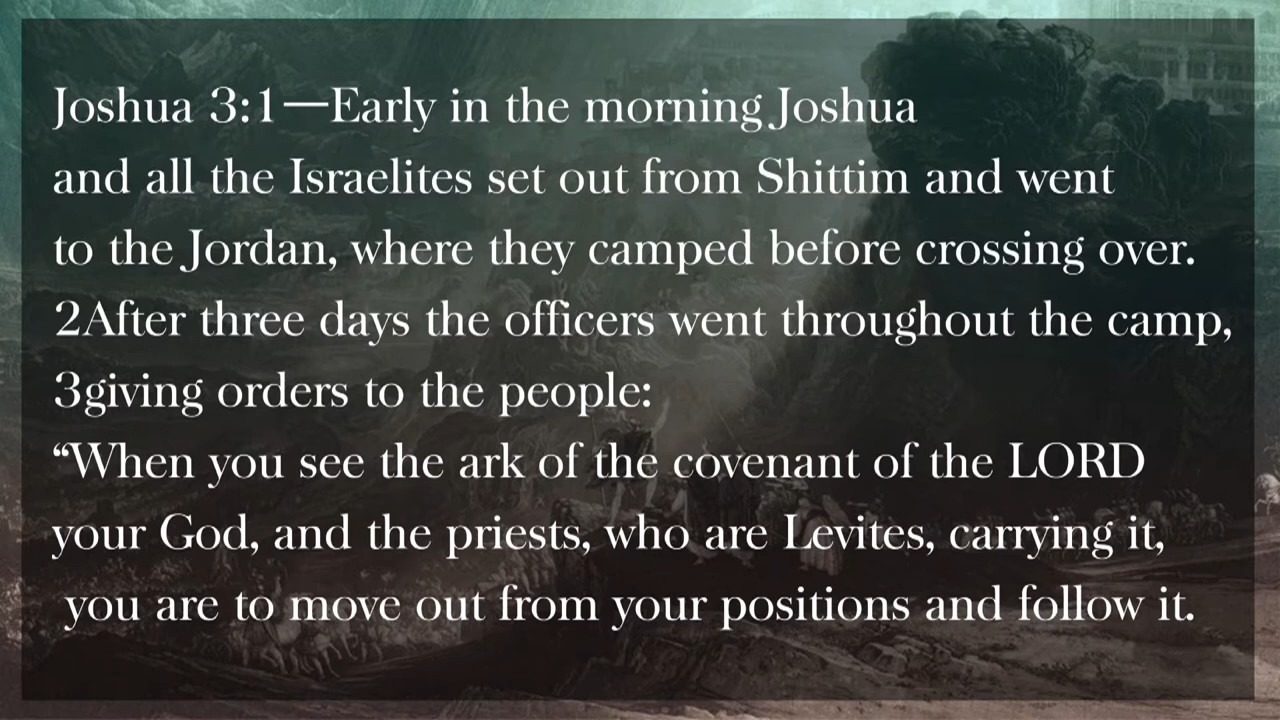 Joshua 3:1—Early in the morning Joshua
and all the Israelites set out from Shittim and went
to the Jordan, where they camped before crossing over.
2After three days the officers went throughout the camp,
3giving orders to the people:
“When you see the ark of the covenant of the LORD
your God, and the priests, who are Levites, carrying it,
you are to move out from your positions and follow it.